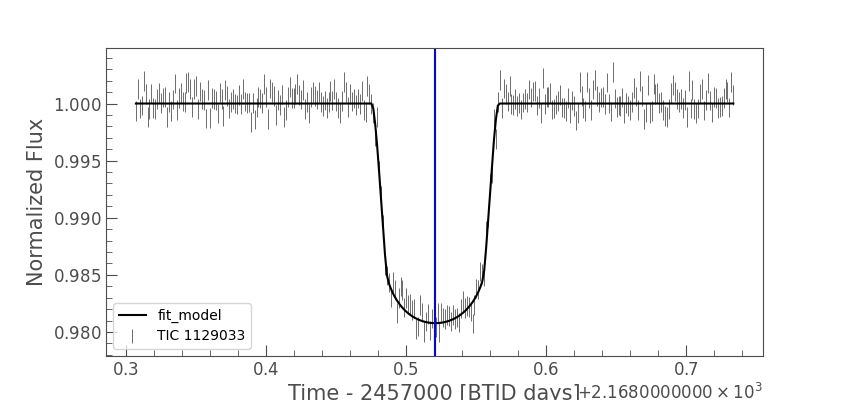 1.000
0.995
0.990
0.985
0.980
Normalized Flux
fit_model
TIC 1129033
0.3 0.4 0.5 0.6 0.7
Time - 2457000 [BTJD days]
+2.1680000000 × 10³